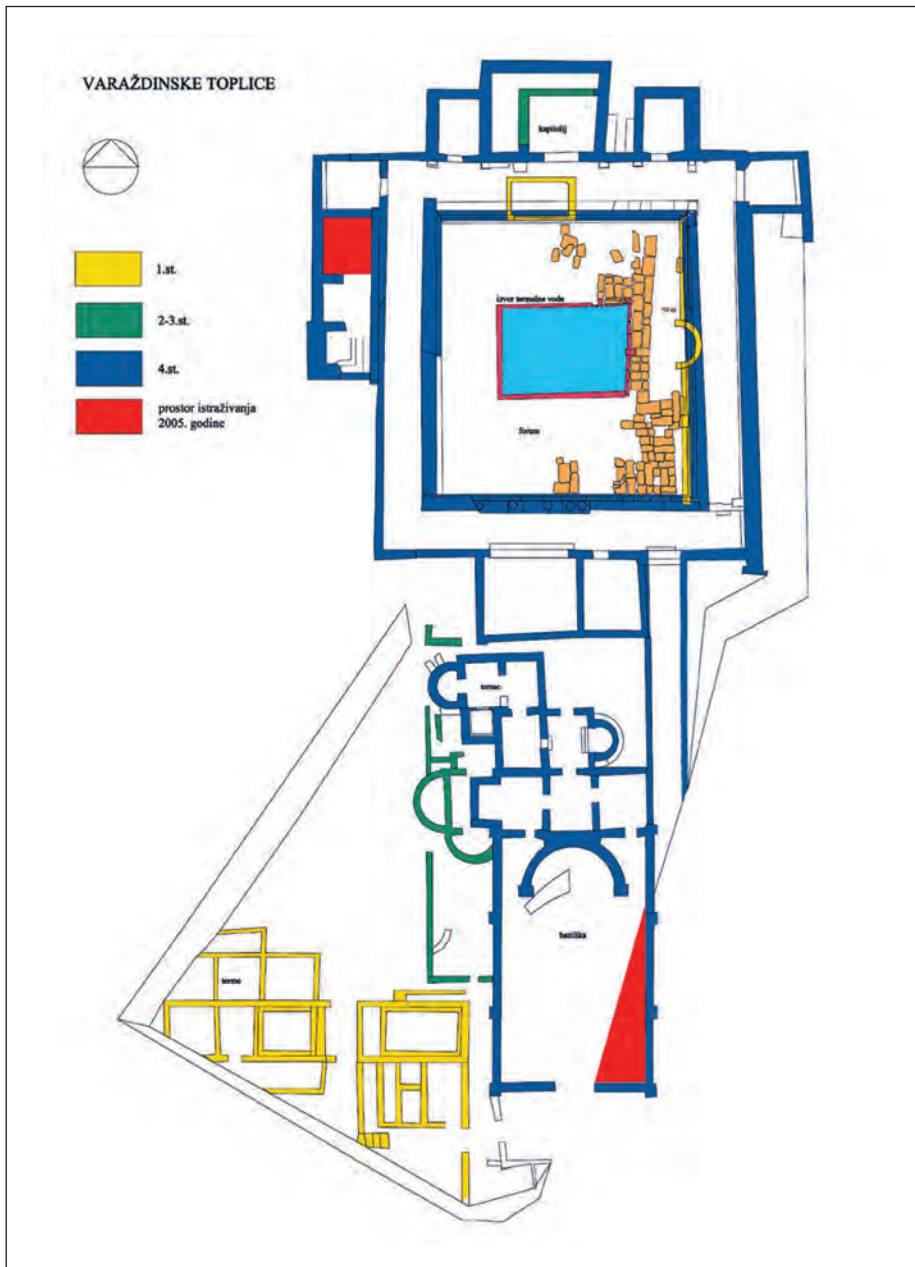 VARAŽDINSKE TOPLICE
kapitolij
1.st.
2-3.st.
4.st.
prostor istraživanja
2005. godine
izvor termalne vode
forum
terme
bazilika
terme